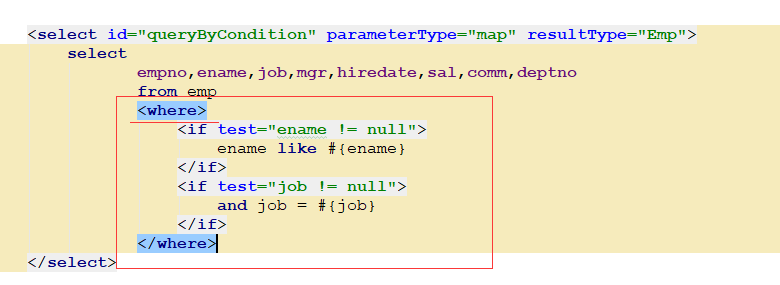 <select id="queryByCondition" parameterType="map" resultType="Emp">
select
empno,ename,job,mgr,hiredate,sal,comm,deptno
from emp
<where>
<if test="ename != null">
ename like #{ename}
</if>
<if test="job != null">
and job = #{job}
</if>
</where>
</select>